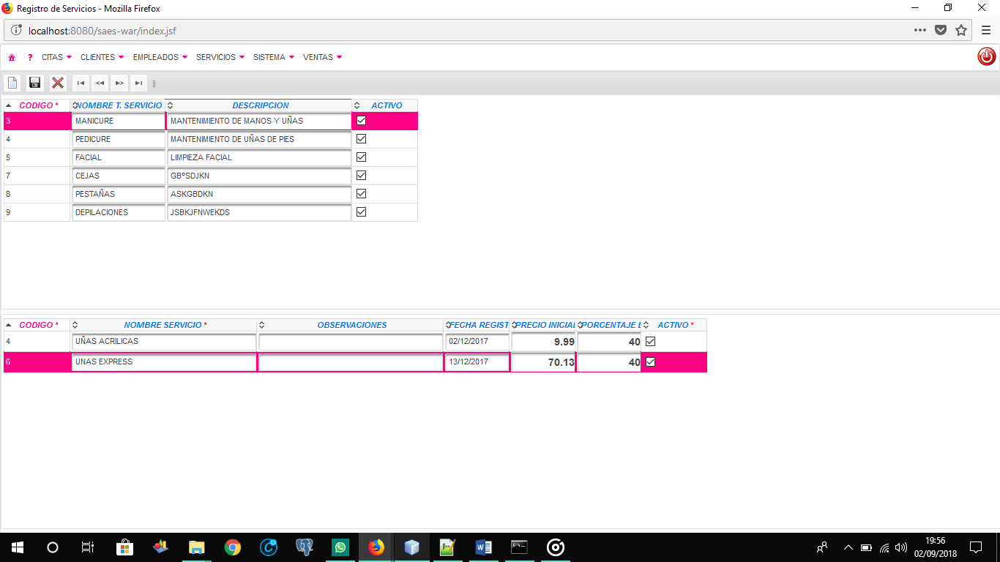 Registro de Servicios - Mozilla Firefox
localhost:8080/saes-war/index.jsf
? CITAS CLIENTES EMPLEADOS SERVICIOS SISTEMA VENTAS
CODIGO * NOMBRE T. SERVICIO DESCRIPCION ACTIVO
3 MANICURE MANTENIMIENTO DE MANOS Y UÑAS
4 PEDICURE MANTENIMIENTO DE UÑAS DE PIES
5 FACIAL LIMPIEZA FACIAL
7 CEJAS GBºSDJKN
8 PESTAÑAS ASKGBDKN
9 DEPILACIONES JSBKJFNWEKDS
CODIGO * NOMBRE SERVICIO * OBSERVACIONES FECHA REGIST PRECIO INICIAL PORCENTAJE E ACTIVO *
4 UÑAS ACRILICAS 02/12/2017 9.99 40
6 UNAS EXPRESS 13/12/2017 70.13 40
19:56
02/09/2018